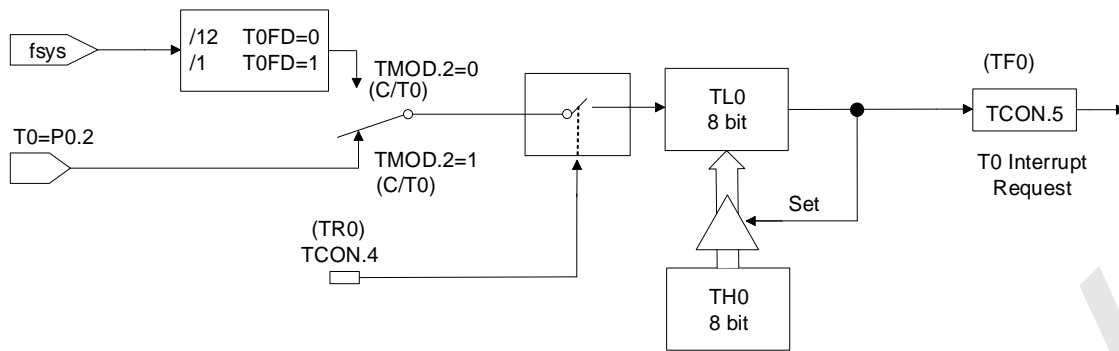 fsys
/12 T0FD=0
/1 T0FD=1
TMOD.2=0
(C/T0)
T0=P0.2
TMOD.2=1
(C/T0)
(TR0)
TCON.4
TL0
8 bit
Set
TH0
8 bit
(TF0)
TCON.5
T0 Interrupt
Request